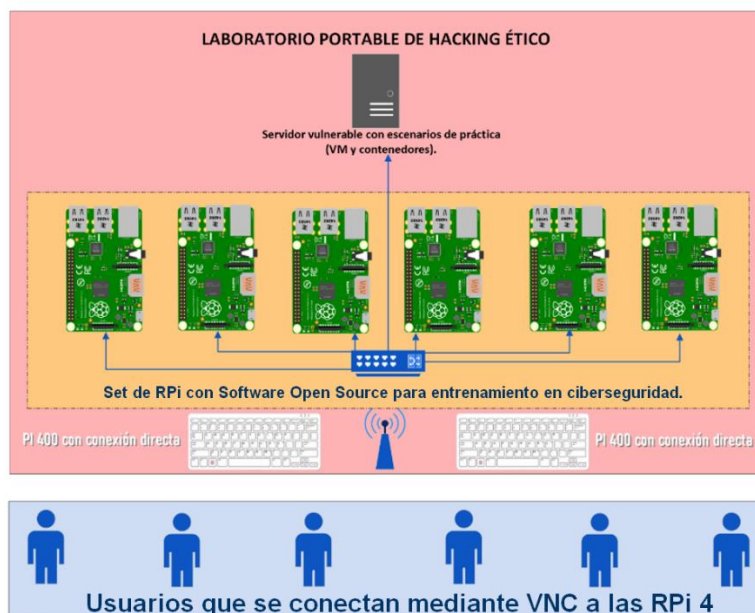 LABORATORIO PORTABLE DE HACKING ÉTICO
Servidor vulnerable con escenarios de práctica
(VM y contenedores).
Set de RPi con Software Open Source para entrenamiento en ciberseguridad.
PI 400 con conexión directa
PI 400 con conexión directa
Usuarios que se conectan mediante VNC a las RPi 4